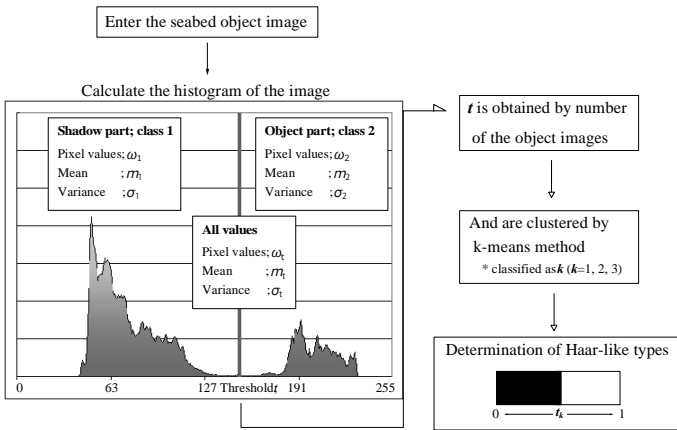 Enter the seabed object image
Calculate the histogram of the image
Shadow part; class 1
Pixel values;ω1
Mean ;m1
Variance ;σ1
Object part; class 2
Pixel values;ω2
Mean ;m2
Variance ;σ2
All values
Pixel values;ωt
Mean ;mt
Variance ;σt
0 63 127 Threshold;t 191 255
t is obtained by number
of the object images
And are clustered by
k-means method
* classified as k (k=1, 2, 3)
Determination of Haar-like types
0 tk 1